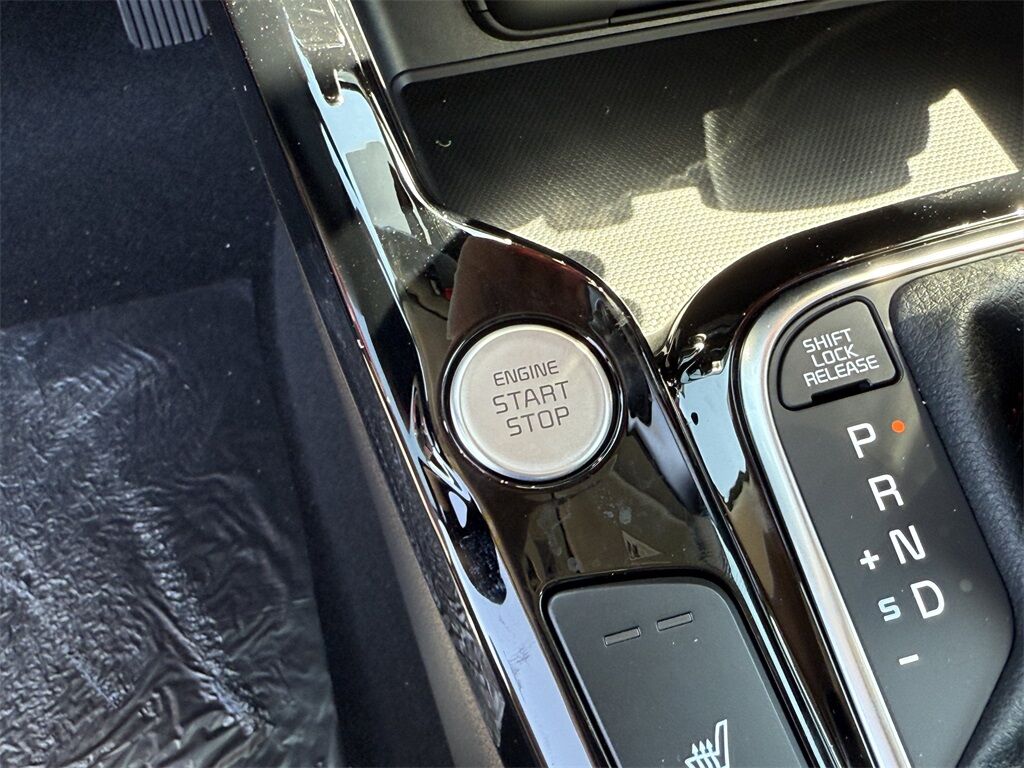 ENGINE
START
STOP
SHIFT
LOCK
RELEASE
P
R
N
+
S D
-